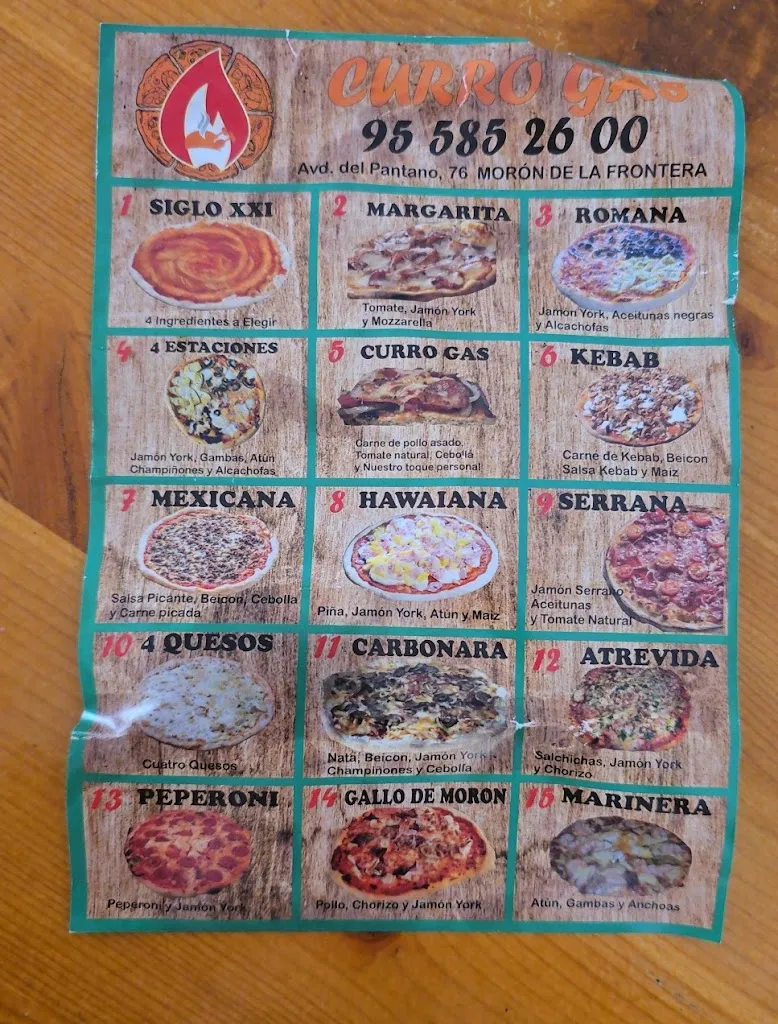 CURRO GAS
95 585 26 00
Avd. del Pantano, 76 MORÓN DE LA FRONTERA
1 SIGLO XXI
4 Ingredientes a Elegir
2 MARGARITA
Tomate, Jamón York
y Mozzarella
3 ROMANA
Jamón York, Aceitunas negras
y Alcachofas
4 4 ESTACIONES
Jamón York, Gambas, Atún
Champiñones y Alcachofas
5 CURRO GAS
Carne de pollo asado,
Tomate natural, Cebolla
y Nuestro toque personal
6 KEBAB
Carne de Kebab, Beicon
Salsa Kebab y Maíz
7 MEXICANA
Salsa Picante, Beicon, Cebolla
y Carne picada
8 HAWAIANA
Piña, Jamón York, Atún y Maíz
9 SERRANA
Jamón Serrano
Aceitunas
y Tomate Natural
10 4 QUESOS
Cuatro Quesos
11 CARBONARA
Nata, Beicon, Jamón York
Champiñones y Cebolla
12 ATREVIDA
Salchichas, Jamón York
y Chorizo
13 PEPERONI
Peperoni y Jamón York
14 GALLO DE MORON
Pollo, Chorizo y Jamón York
15 MARINERA
Atún, Gambas y Anchoas